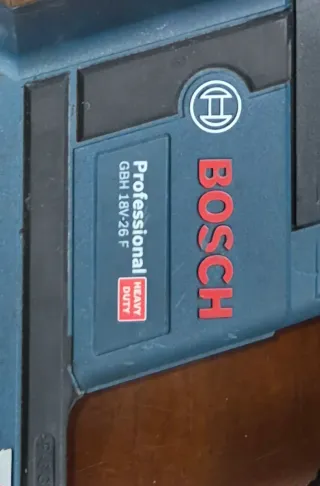 BOSCH
Professional
GBH 18V-26 F
HEAVY
DUTY